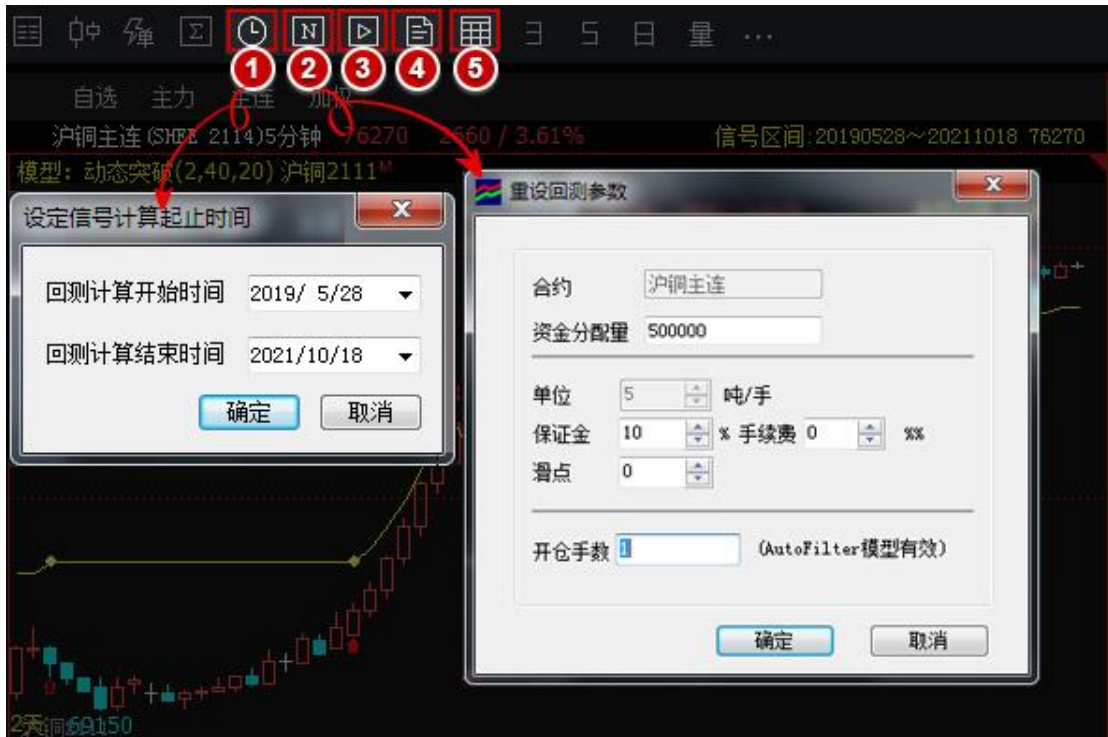 彐 5 日 量 ...
1 2 3 4 5
自选 主力 主连 加权
沪铜主连(SHFE 2114)5分钟 76270 2660 / 3.61% 信号区间:20190528～20211018 76270
模型: 动态突破(2,40,20) 沪铜2111 M
设定信号计算起止时间
回测计算开始时间 2019/ 5/28
回测计算结束时间 2021/10/18
确定 取消
重设回测参数
合约 沪铜主连
资金分配量 500000
单位 5 吨/手
保证金 10 % 手续费 0 %%
滑点 0
开仓手数 1 (AutoFilter模型有效)
确定 取消
69150